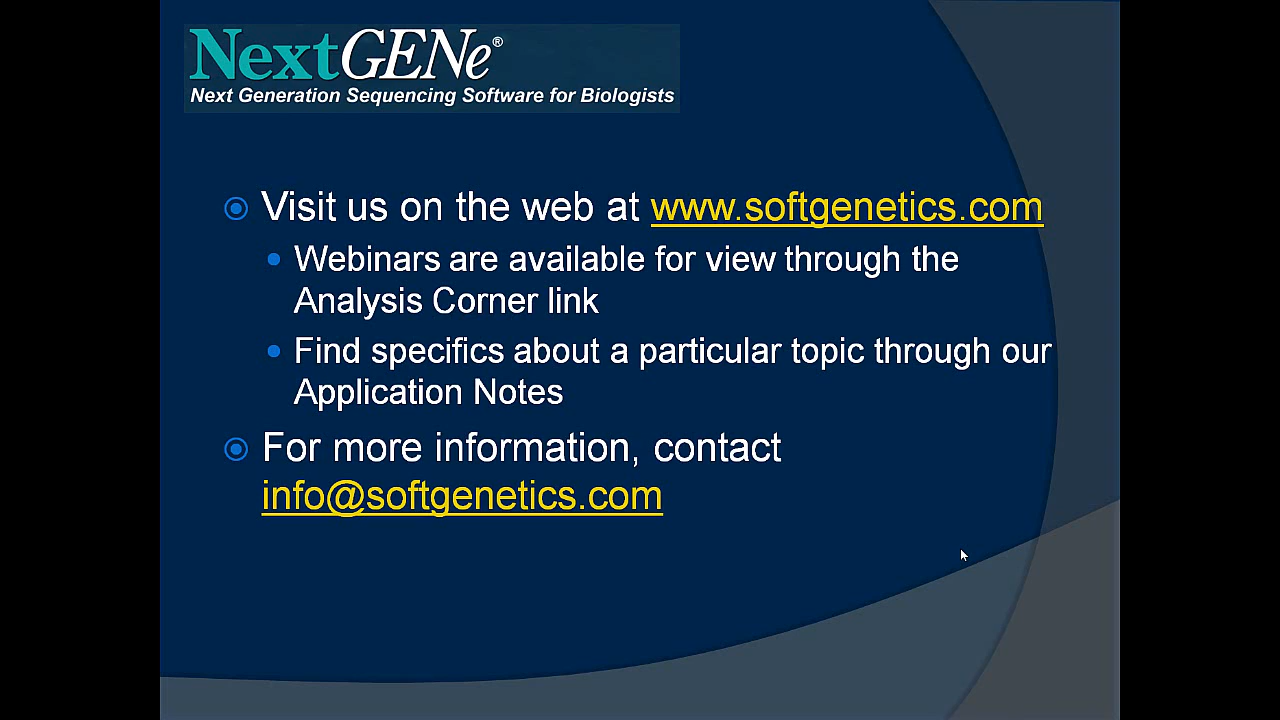 NextGENe®
Next Generation Sequencing Software for Biologists
Visit us on the web at www.softgenetics.com
Webinars are available for view through the
Analysis Corner link
Find specifics about a particular topic through our
Application Notes
For more information, contact
info@softgenetics.com